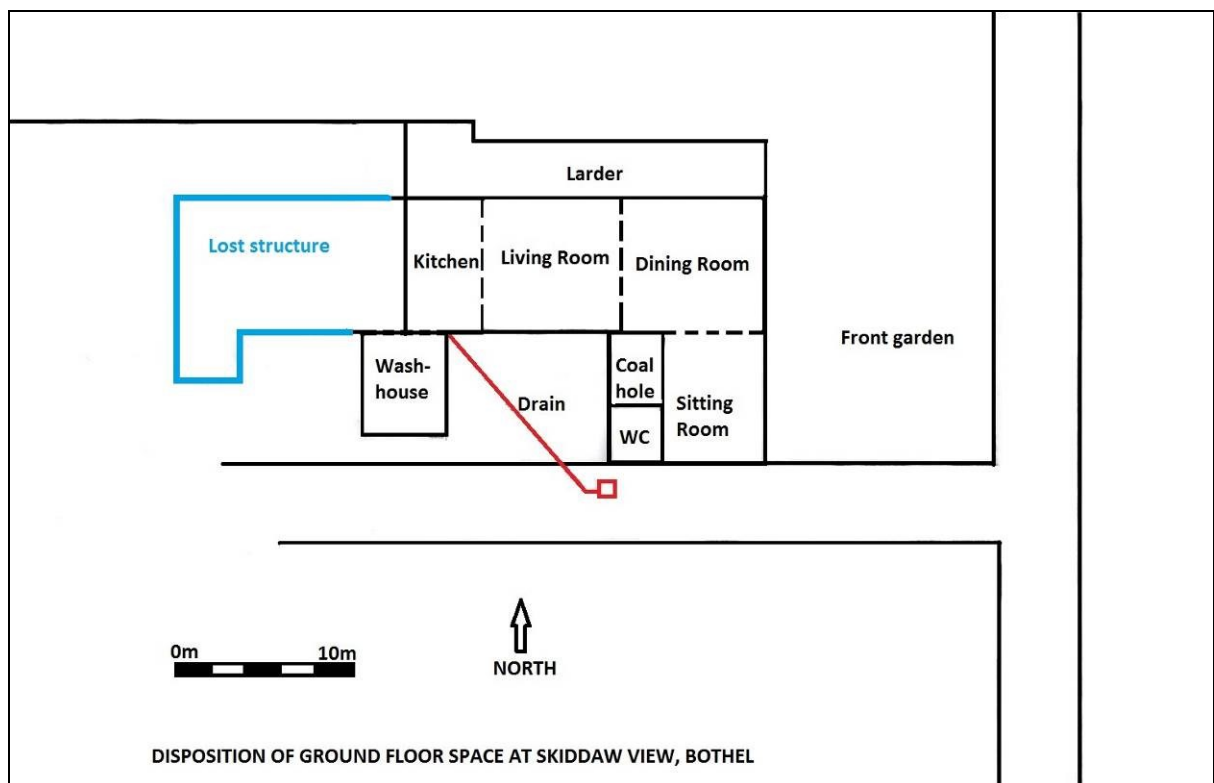 Larder
Lost structure
Kitchen
Living Room
Dining Room
Front garden
Wash-
house
Drain
Coal
hole
WC
Sitting
Room
0m
10m
NORTH
DISPOSITION OF GROUND FLOOR SPACE AT SKIDDAW VIEW, BOTHEL